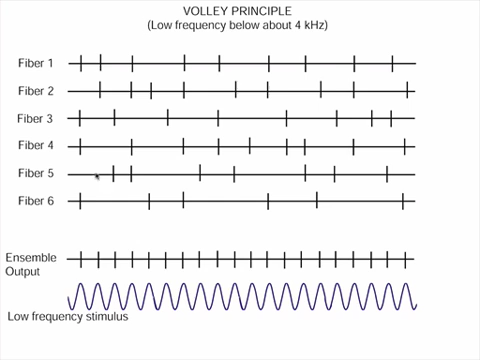 VOLLEY PRINCIPLE
(Low frequency below about 4 kHz)
Fiber 1
Fiber 2
Fiber 3
Fiber 4
Fiber 5
Fiber 6
Ensemble
Output
Low frequency stimulus